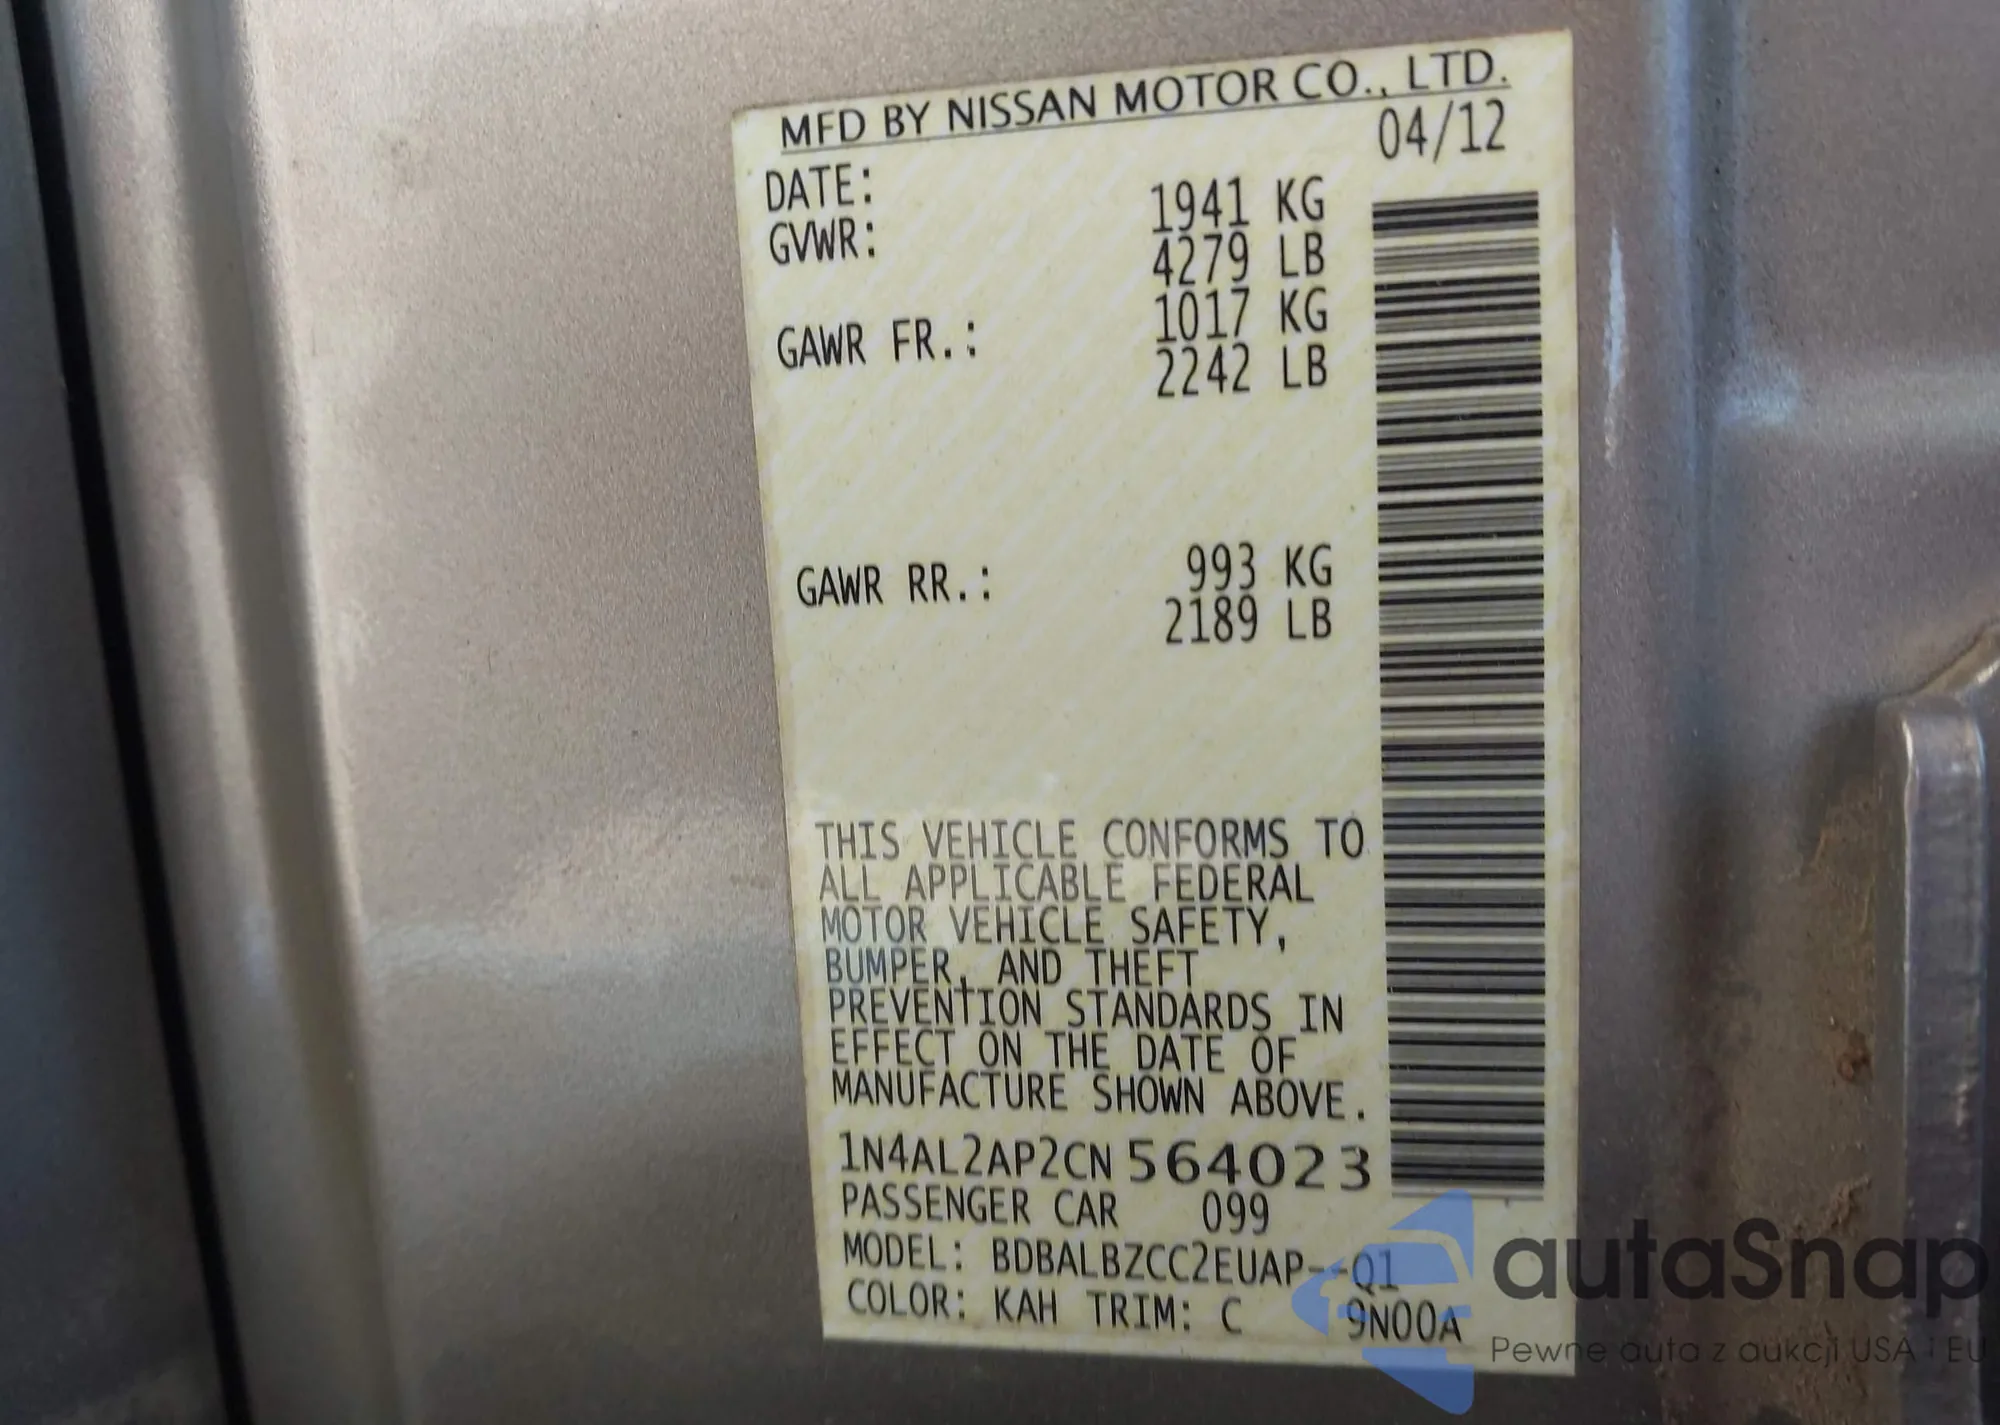 MFD BY NISSAN MOTOR CO., LTD.
DATE: 04/12
GVWR: 1941 KG
4279 LB
GAWR FR.: 1017 KG
2242 LB
GAWR RR.: 993 KG
2189 LB
THIS VEHICLE CONFORMS TO
ALL APPLICABLE FEDERAL
MOTOR VEHICLE SAFETY,
BUMPER, AND THEFT
PREVENTION STANDARDS IN
EFFECT ON THE DATE OF
MANUFACTURE SHOWN ABOVE.
1N4AL2AP2CN564023
PASSENGER CAR 099
MODEL: BDBALBZCC2EUAP--Q1
COLOR: KAH TRIM: C 9N00A
autaSnap
Pewne auta z aukcji USA i EU